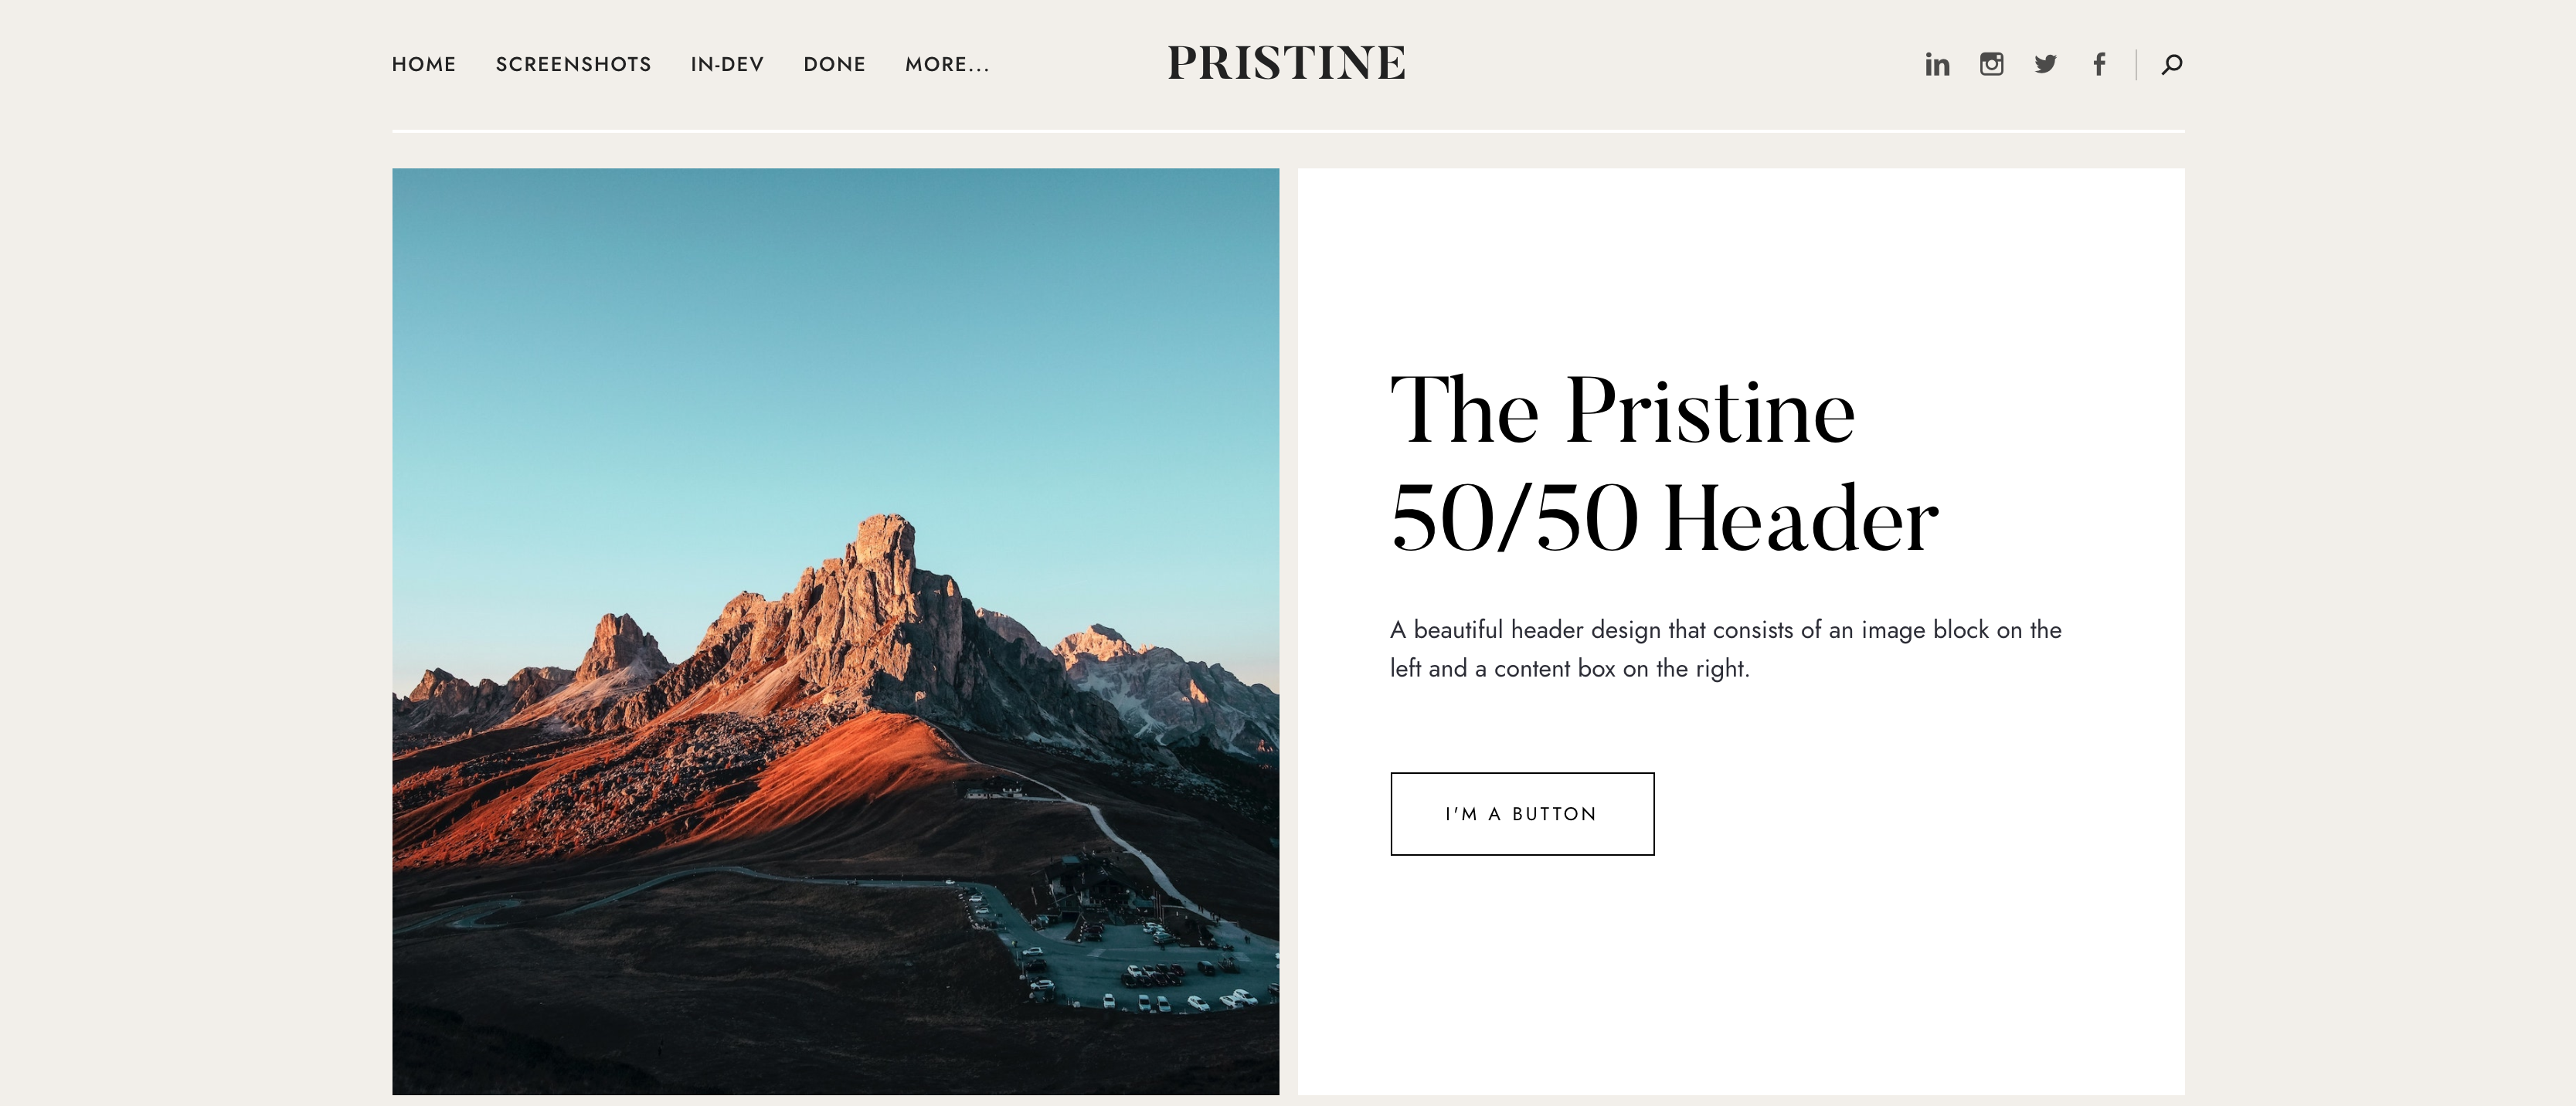 HOME SCREENSHOTS IN-DEV DONE MORE... PRISTINE
The Pristine
50/50 Header
A beautiful header design that consists of an image block on the
left and a content box on the right.
I'M A BUTTON